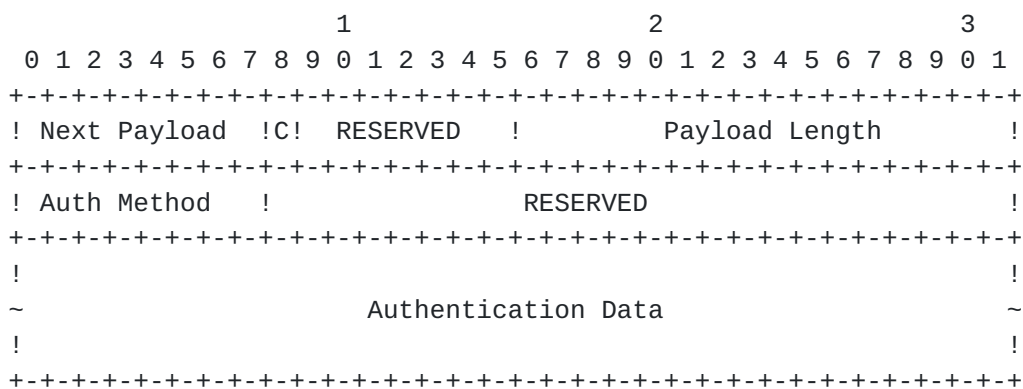 1                   2                   3
 0 1 2 3 4 5 6 7 8 9 0 1 2 3 4 5 6 7 8 9 0 1 2 3 4 5 6 7 8 9 0 1
+-+-+-+-+-+-+-+-+-+-+-+-+-+-+-+-+-+-+-+-+-+-+-+-+-+-+-+-+-+-+-+-+
! Next Payload  !C!  RESERVED   !         Payload Length        !
+-+-+-+-+-+-+-+-+-+-+-+-+-+-+-+-+-+-+-+-+-+-+-+-+-+-+-+-+-+-+-+-+
! Auth Method   !                RESERVED                       !
+-+-+-+-+-+-+-+-+-+-+-+-+-+-+-+-+-+-+-+-+-+-+-+-+-+-+-+-+-+-+-+-+
!                                                               !
~                      Authentication Data                      ~
!                                                               !
+-+-+-+-+-+-+-+-+-+-+-+-+-+-+-+-+-+-+-+-+-+-+-+-+-+-+-+-+-+-+-+-+